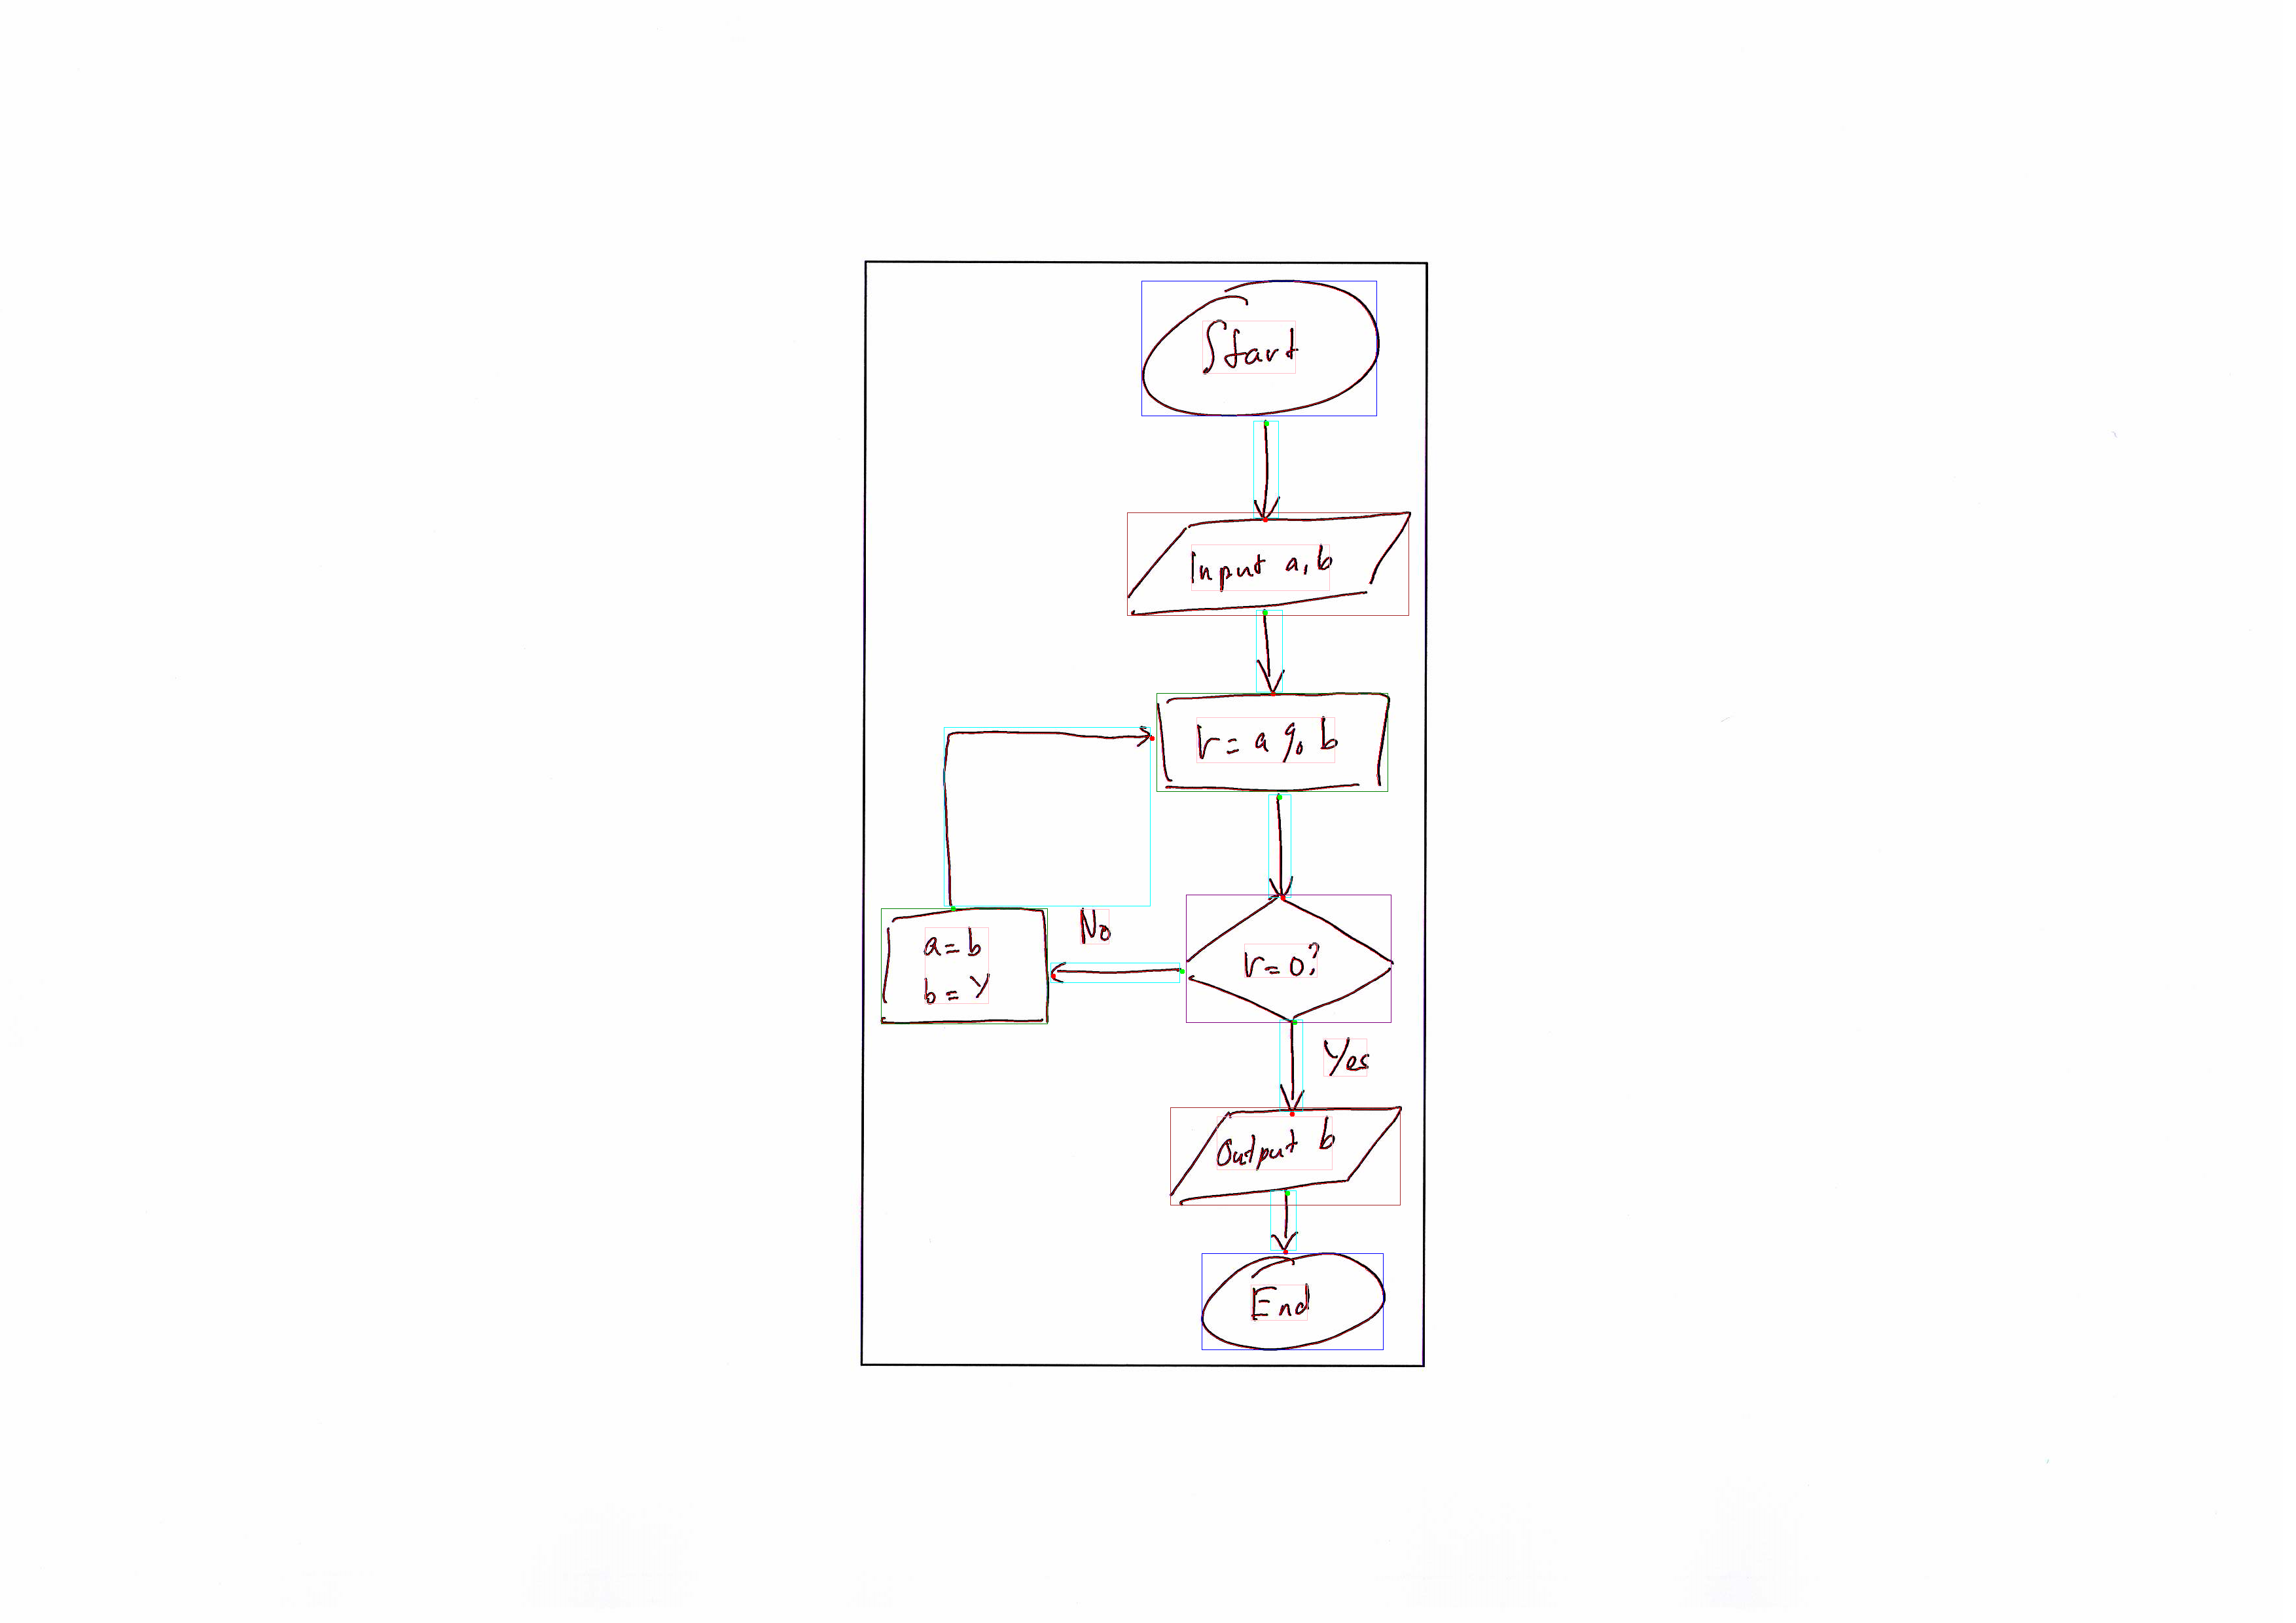 Start
Input a, b
r = a % b
No
r = 0?
a = b
b = r
Yes
Output b
End